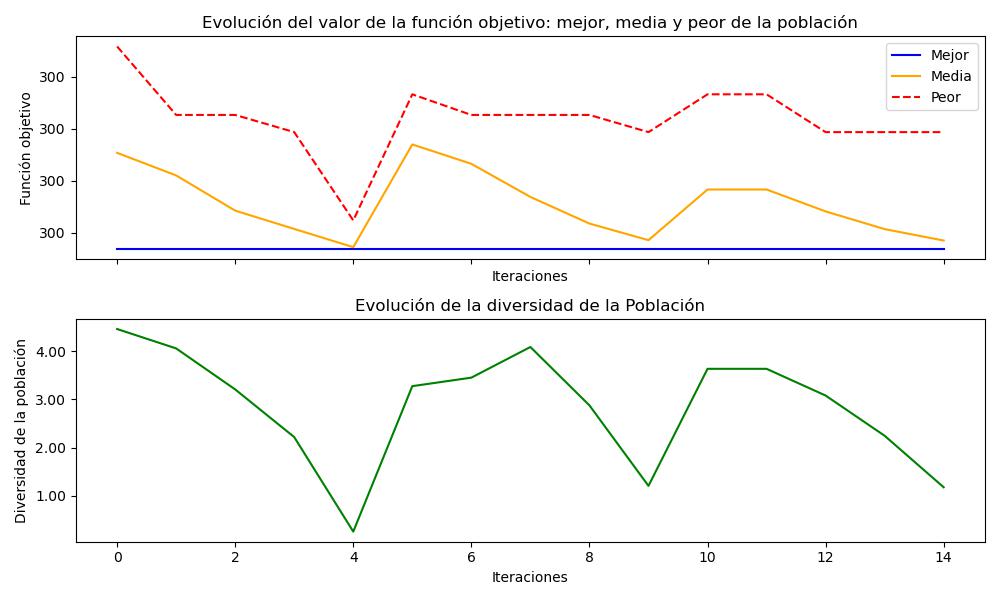 Evolución del valor de la función objetivo: mejor, media y peor de la población
Función objetivo
300
300
300
300
Mejor
Media
Peor
Iteraciones
Evolución de la diversidad de la Población
Diversidad de la población
4.00
3.00
2.00
1.00
0 2 4 6 8 10 12 14
Iteraciones